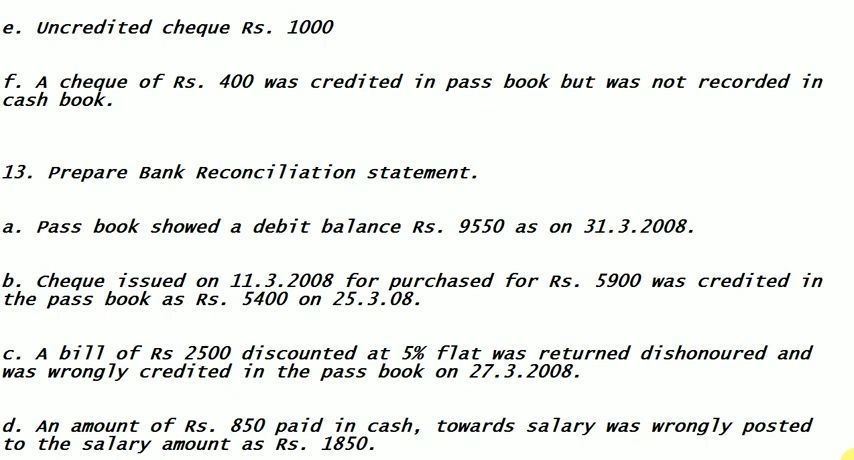 e. Uncredited cheque Rs. 1000
f. A cheque of Rs. 400 was credited in pass book but was not recorded in
cash book.
13. Prepare Bank Reconciliation statement.
a. Pass book showed a debit balance Rs. 9550 as on 31.3.2008.
b. Cheque issued on 11.3.2008 for purchased for Rs. 5900 was credited in
the pass book as Rs. 5400 on 25.3.08.
c. A bill of Rs 2500 discounted at 5% flat was returned dishonoured and
was wrongly credited in the pass book on 27.3.2008.
d. An amount of Rs. 850 paid in cash, towards salary was wrongly posted
to the salary amount as Rs. 1850.